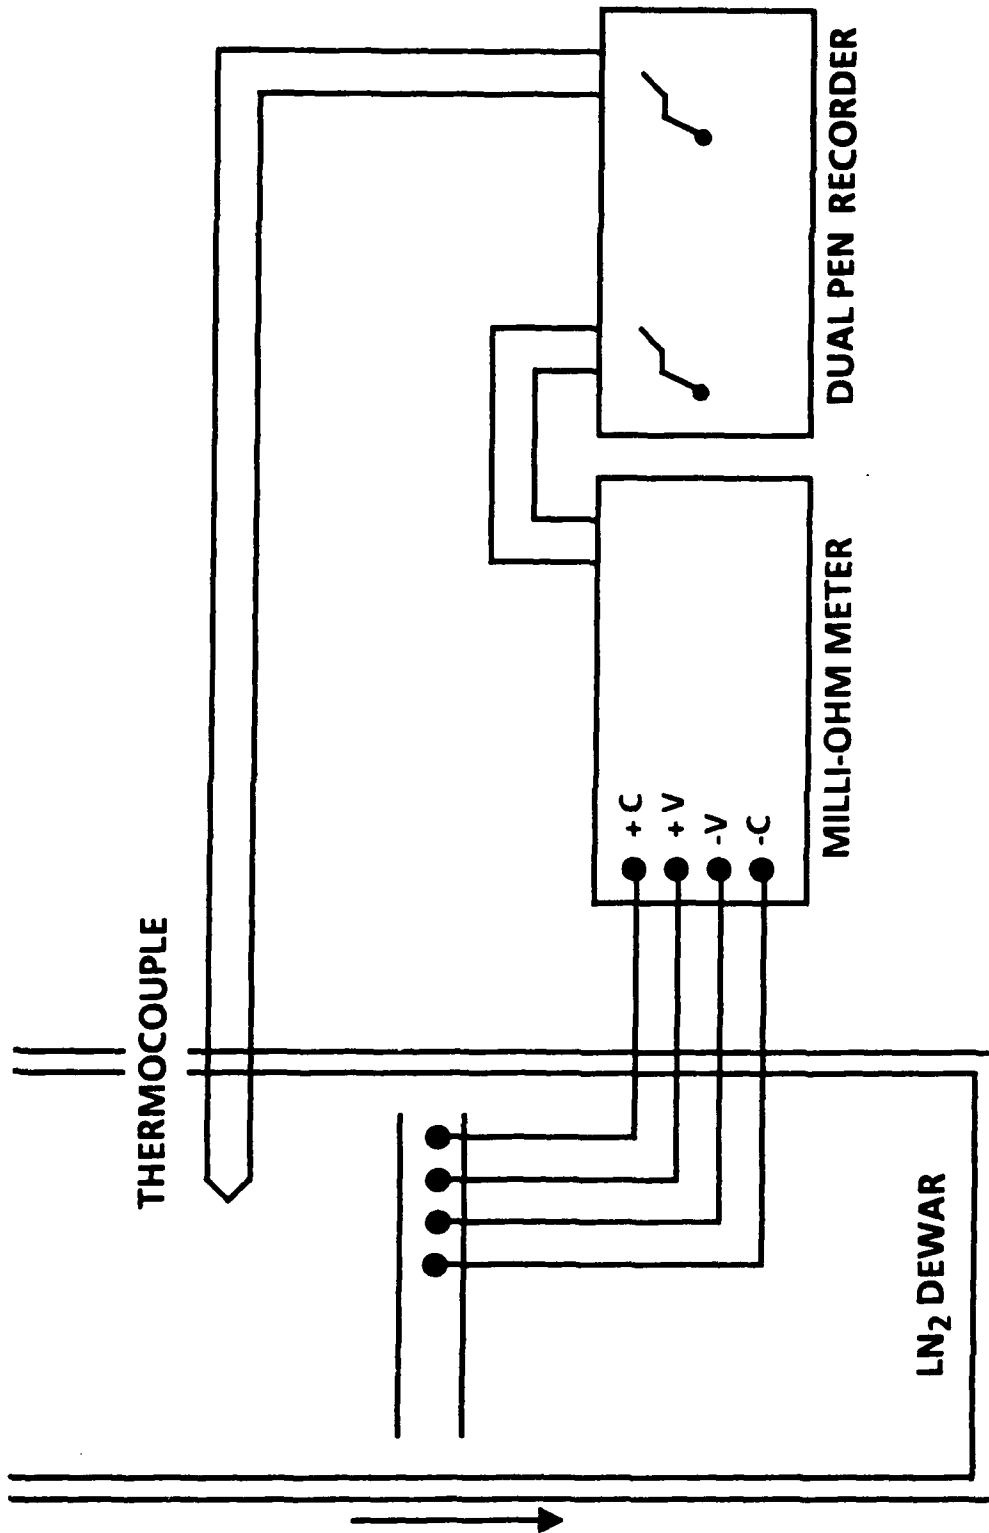 THERMOCOUPLE
DUAL PEN RECORDER
MILLI-OHM METER
+ C
+ V
-V
-C
LN₂ DEWAR